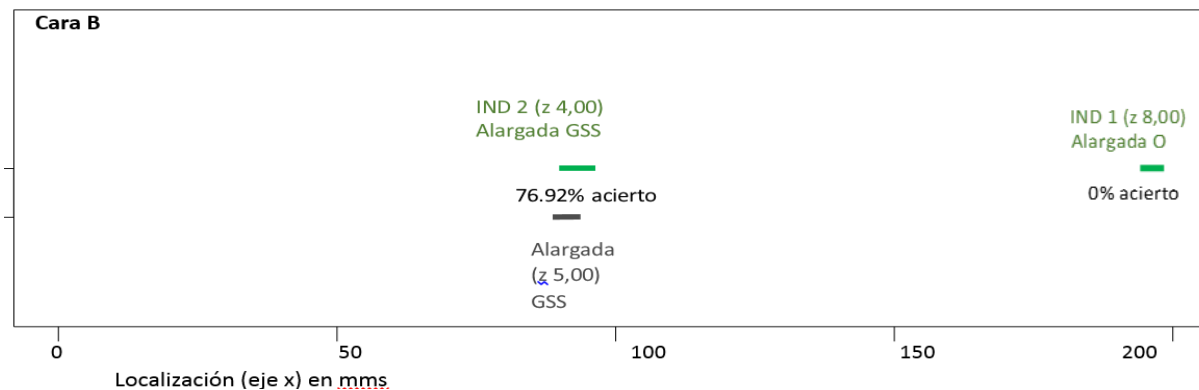 Cara B
IND 2 (z 4,00)
Alargada GSS
IND 1 (z 8,00)
Alargada O
76.92% acierto
0% acierto
Alargada
(z 5,00)
GSS
0 50 100 150 200
Localización (eje x) en mms